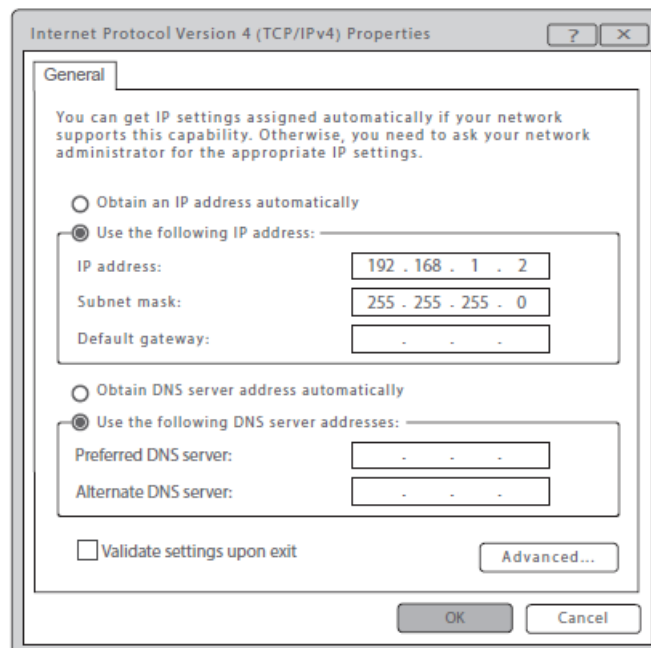 Internet Protocol Version 4 (TCP/IPv4) Properties ? ×
General
You can get IP settings assigned automatically if your network
supports this capability. Otherwise, you need to ask your network
administrator for the appropriate IP settings.
Obtain an IP address automatically
Use the following IP address:
IP address: 192 . 168 . 1 . 2
Subnet mask: 255 . 255 . 255 . 0
Default gateway: . . .
Obtain DNS server address automatically
Use the following DNS server addresses:
Preferred DNS server: . . .
Alternate DNS server: . . .
Validate settings upon exit
Advanced...
OK Cancel